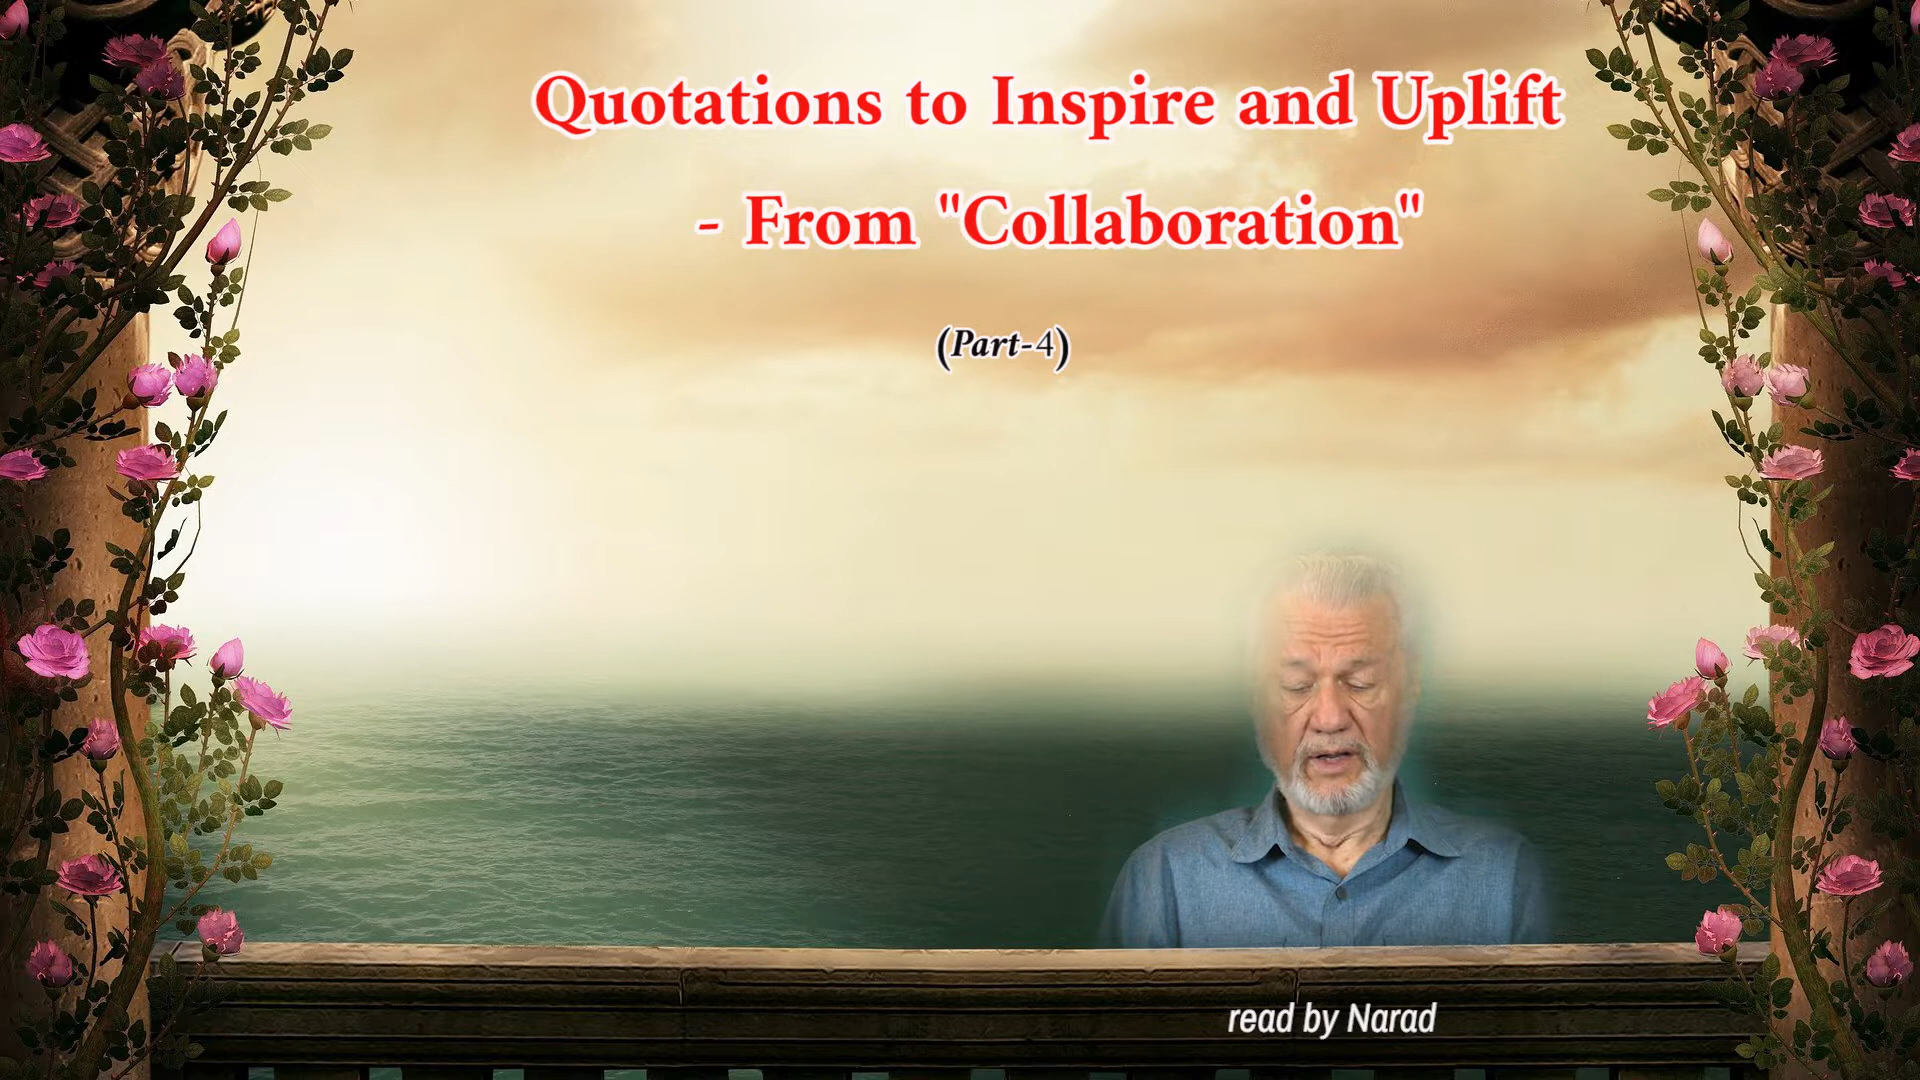 Quotations to Inspire and Uplift
- From "Collaboration"
(Part-4)
read by Narad